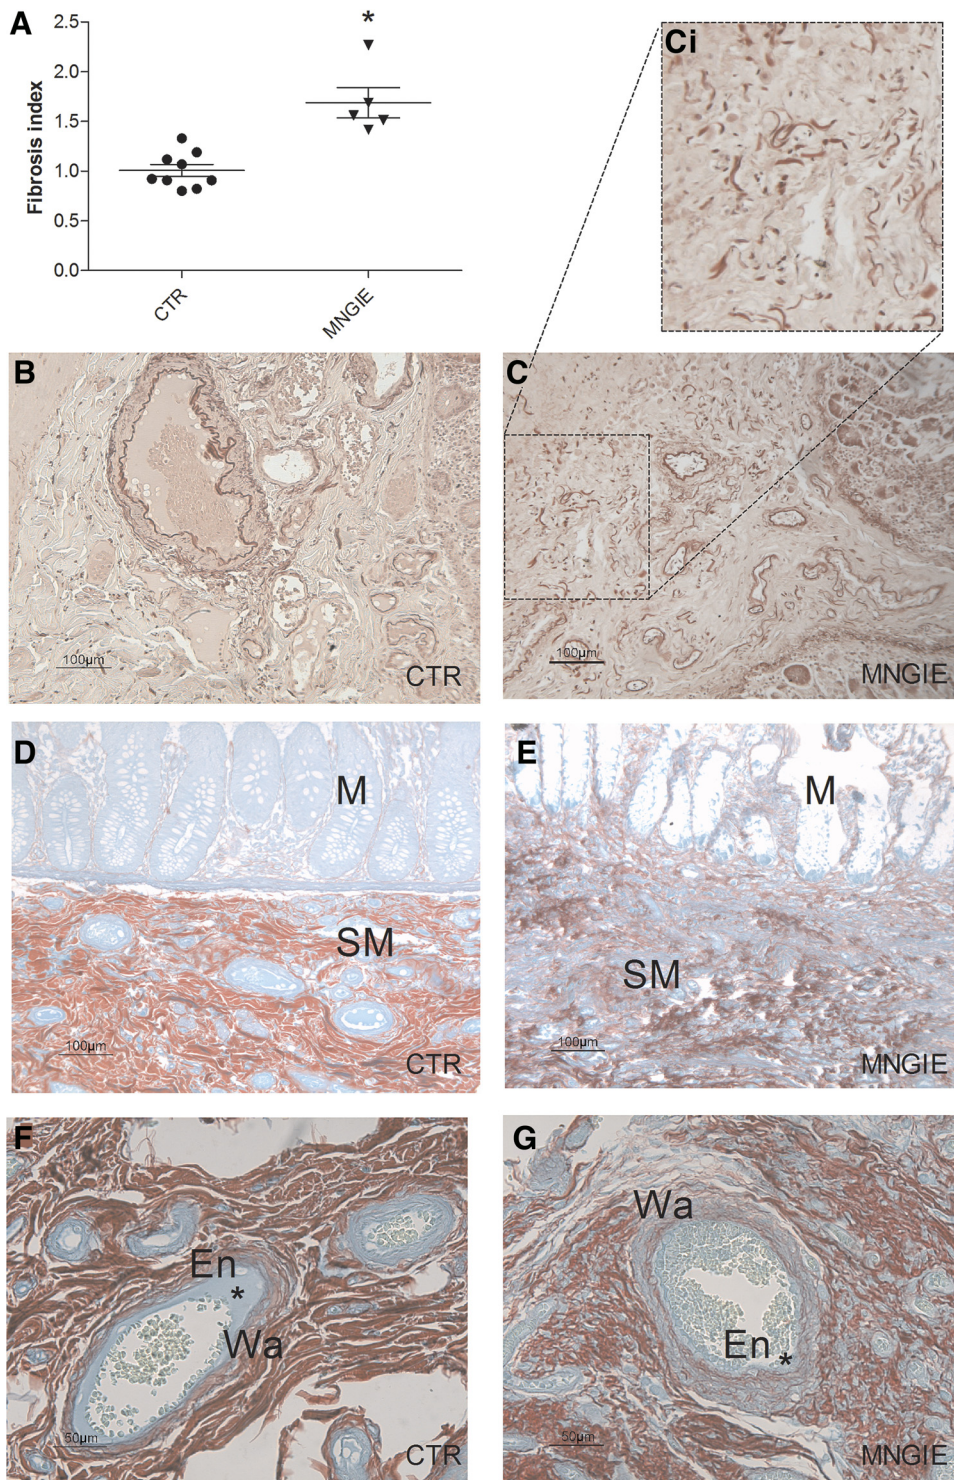 A
2.5
*
2.0
1.5
1.0
0.5
0.0
Fibrosis index
CTR
MNGIE
Ci
B
100µm
CTR
C
100µm
MNGIE
D
M
SM
100µm
CTR
E
M
SM
100µm
MNGIE
F
En
*
Wa
50µm
CTR
G
Wa
En
*
50µm
MNGIE